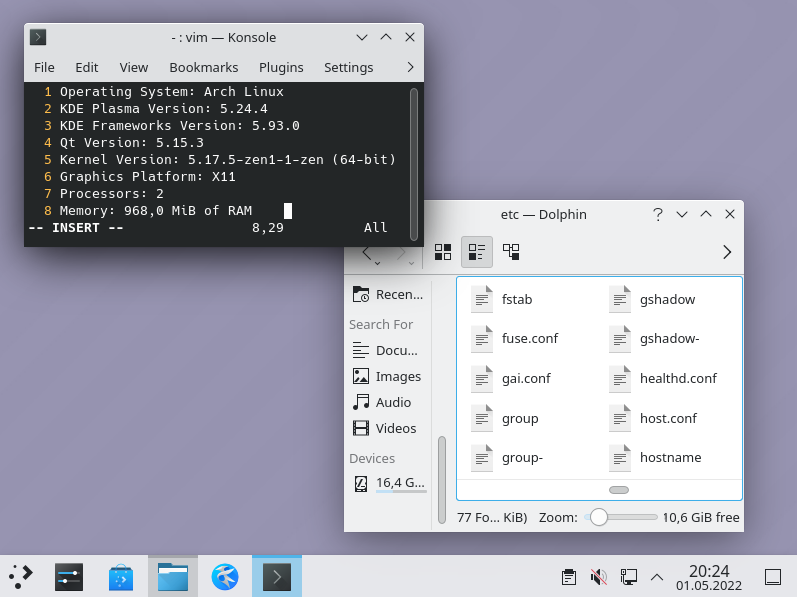 - : vim — Konsole
File Edit View Bookmarks Plugins Settings
1 Operating System: Arch Linux
2 KDE Plasma Version: 5.24.4
3 KDE Frameworks Version: 5.93.0
4 Qt Version: 5.15.3
5 Kernel Version: 5.17.5-zen1-1-zen (64-bit)
6 Graphics Platform: X11
7 Processors: 2
8 Memory: 968,0 MiB of RAM
-- INSERT -- 8,29 All
etc — Dolphin
Recen...
Search For
Docu...
Images
Audio
Videos
Devices
16,4 G...
fstab gshadow
fuse.conf gshadow-
gai.conf healthd.conf
group host.conf
group- hostname
77 Fo... KiB) Zoom: 10,6 GiB free
20:24
01.05.2022